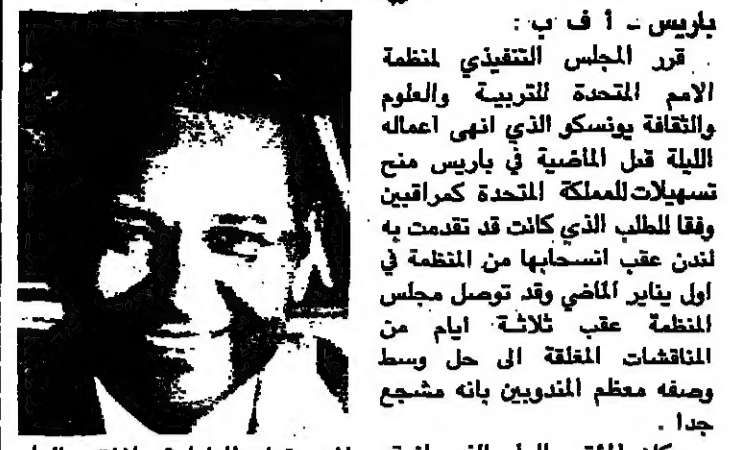 باريس ـ أ ف ب :
قرر المجلس التنفيذي لمنظمة
الامم المتحدة للتربية والعلوم
والثقافة يونسكو الذي انهى اعماله
الليلة قبل الماضية في باريس منح
تسهيلات للمملكة المتحدة كمراقبين
وفقا للطلب الذي كانت قد تقدمت به
لندن عقب انسحابها من المنظمة في
اول يناير الماضي وقد توصل مجلس
المنظمة عقب ثلاثة ايام من
المناقشات المغلقة الى حل وسط
وصفه معظم المندوبين بانه مشجع
جدا .